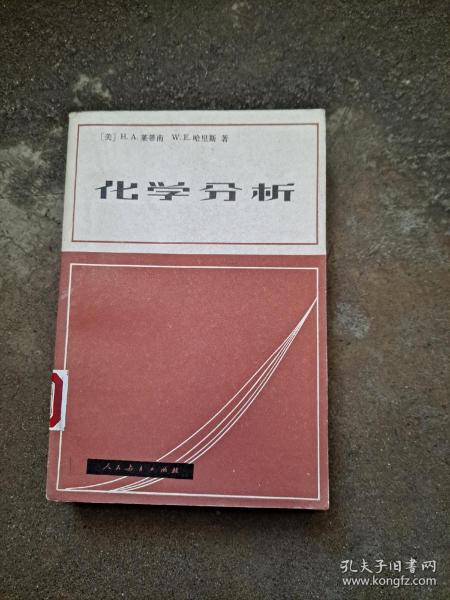 [美] H.A.莱蒂南 W.E.哈里斯 著
化学分析
人民教育出版社
孔夫子旧书网
www.kongfz.com